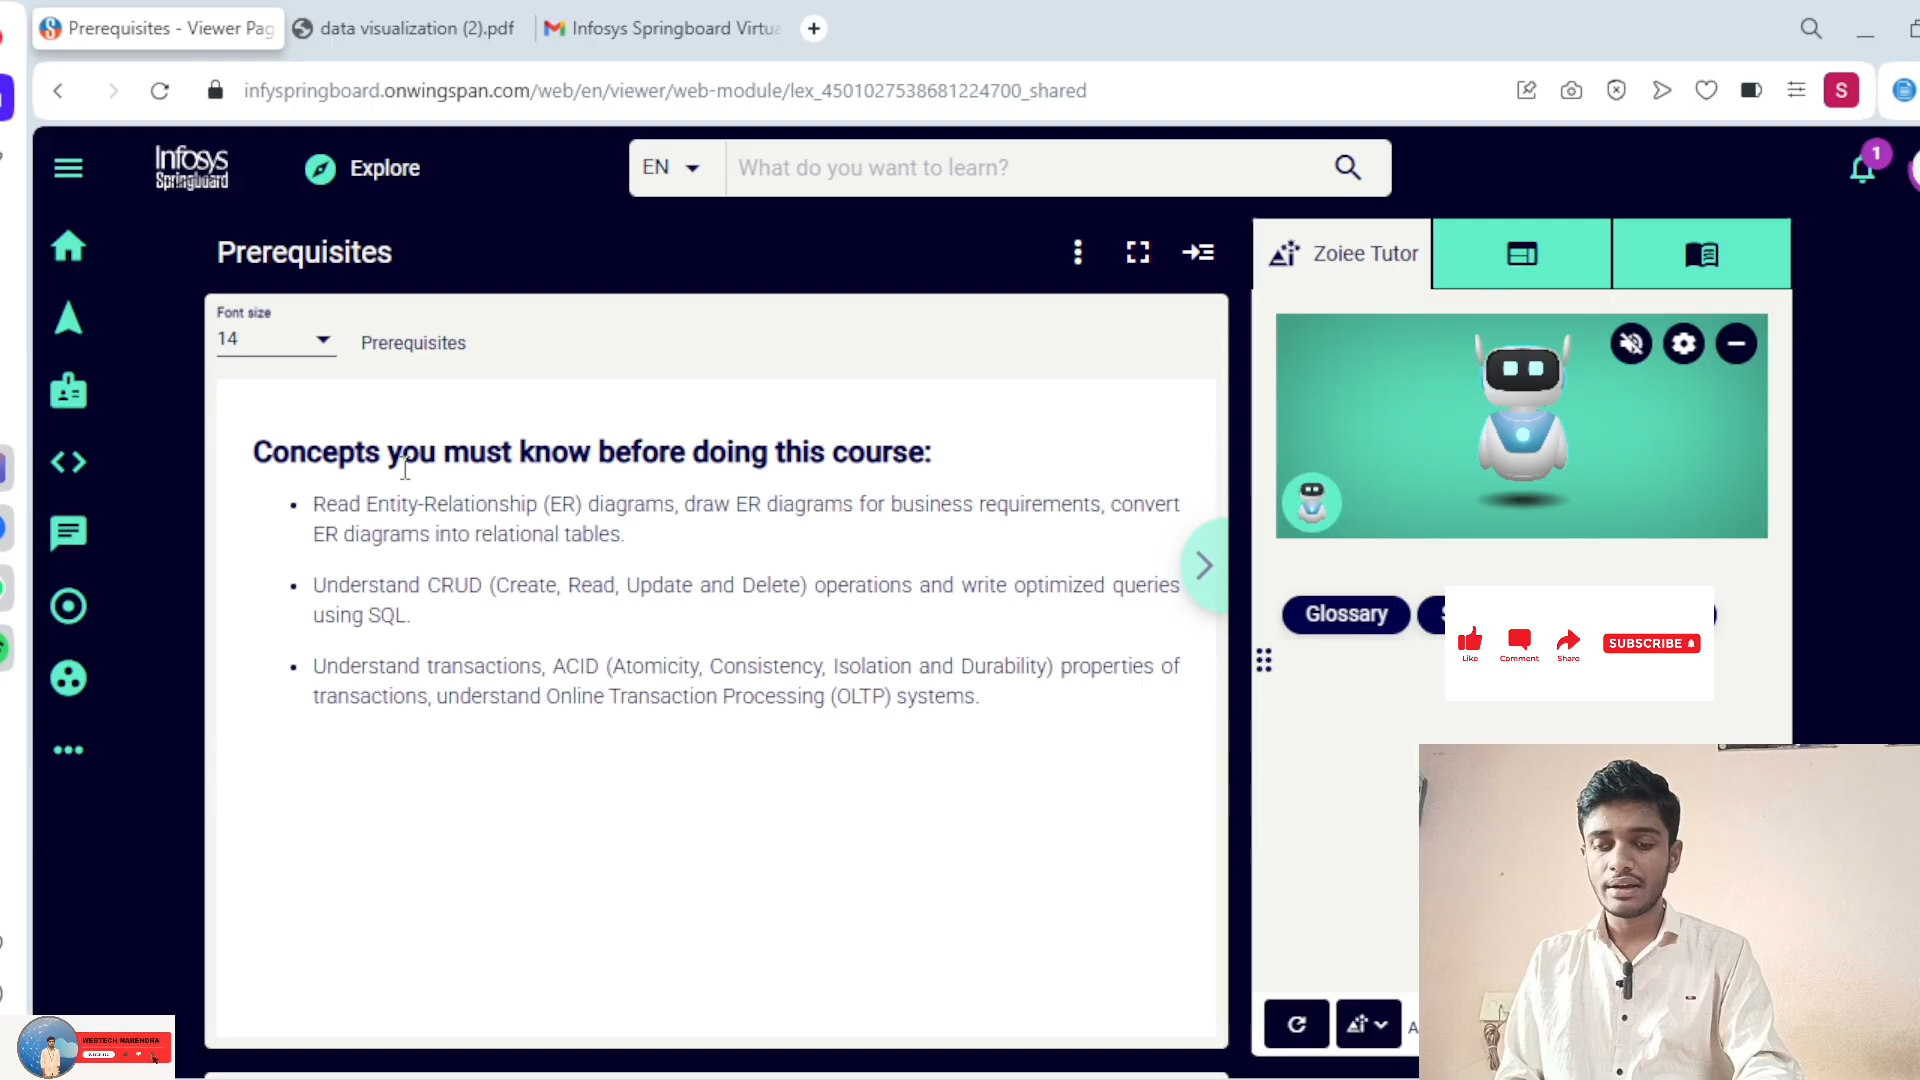 Prerequisites - Viewer Pag
data visualization (2).pdf
Infosys Springboard Virtua
infyspringboard.onwingspan.com/web/en/viewer/web-module/lex_4501027538681224700_shared
S
Infosys
Springboard
Explore
EN
What do you want to learn?
1
Prerequisites
Zoiee Tutor
Font size
14
Prerequisites
Concepts you must know before doing this course:
Read Entity-Relationship (ER) diagrams, draw ER diagrams for business requirements, convert
ER diagrams into relational tables.
Understand CRUD (Create, Read, Update and Delete) operations and write optimized queries
using SQL.
Understand transactions, ACID (Atomicity, Consistency, Isolation and Durability) properties of
transactions, understand Online Transaction Processing (OLTP) systems.
Glossary
Like
Comment
Share
SUBSCRIBE
A
WESTECH NARENDRA